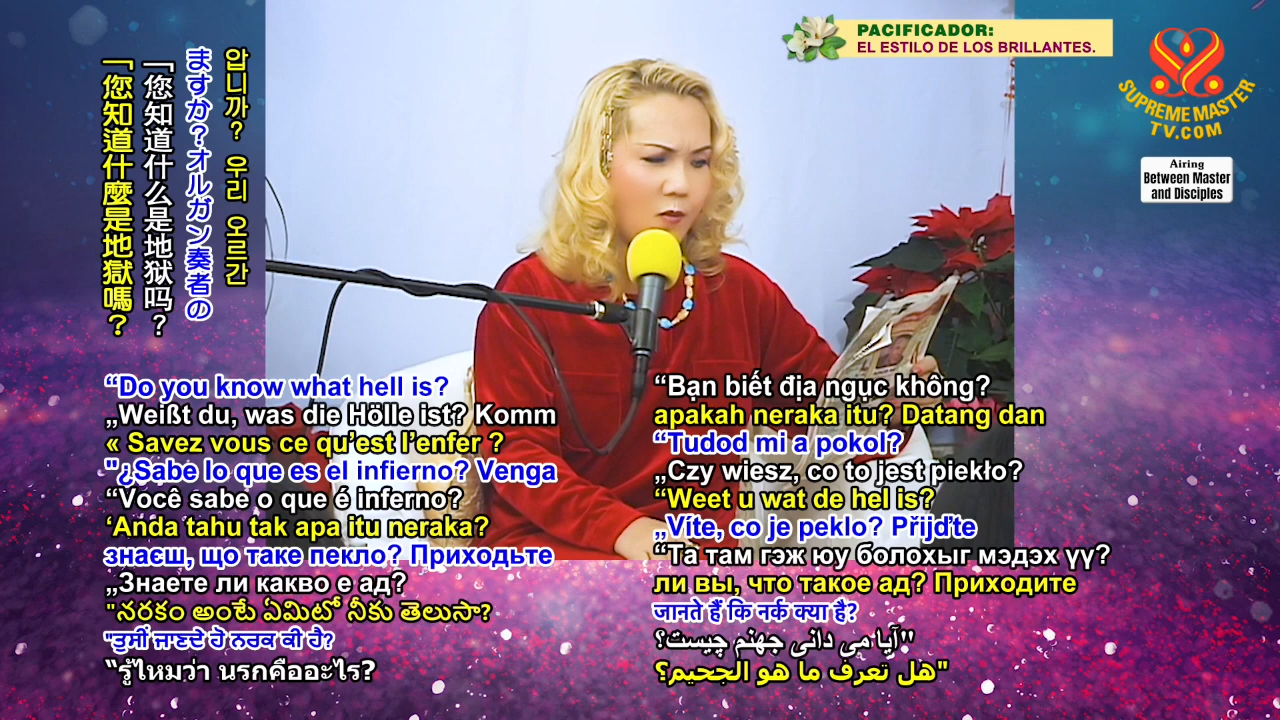 PACIFICADOR:
EL ESTILO DE LOS BRILLANTES.
SUPREME MASTER
TV.COM
Airing
Between Master
and Disciples
압니까? 우리 오르간
ますか?オルガン奏者の
「您知道什么是地狱吗?
「您知道什麼是地獄嗎?
“Do you know what hell is?
„Weißt du, was die Hölle ist? Komm
« Savez vous ce qu’est l’enfer ?
"¿Sabe lo que es el infierno? Venga
“Você sabe o que é inferno?
‘Anda tahu tak apa itu neraka?
знаєш, що таке пекло? Приходьте
„Знаете ли какво е ад?
"నరకం అంటే ఏమిటో నీకు తెలుసా?
"ਤੁਸੀਂ ਜਾਣਦੇ ਹੋ ਨਰਕ ਕੀ ਹੈ?
“รู้ไหมว่า นรกคืออะไร?
“Bạn biết địa ngục không?
apakah neraka itu? Datang dan
“Tudod mi a pokol?
„Czy wiesz, co to jest piekło?
“Weet u wat de hel is?
„Víte, co je peklo? Přijďte
“Та там гэж юу болохыг мэдэх үү?
ли вы, что такое ад? Приходите
जानते हैं कि नर्क क्या है?
"آیا می دانی جهنم چیست؟
"هل تعرف ما هو الجحيم؟